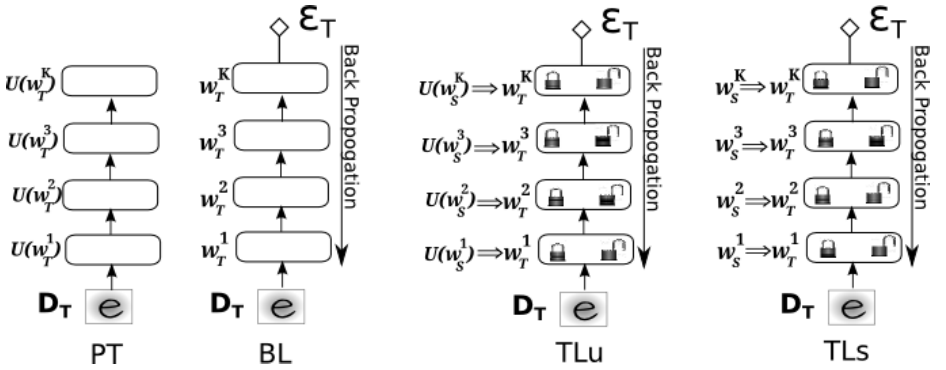 U(w_T^K)
U(w_T^3)
U(w_T^2)
U(w_T^1)
D_T e
PT
ε_T
w_T^K
w_T^3
w_T^2
w_T^1
Back Propogation
D_T e
BL
ε_T
U(w_S^K)⇒w_T^K
U(w_S^3)⇒w_T^3
U(w_S^2)⇒w_T^2
U(w_S^1)⇒w_T^1
Back Propogation
D_T e
TLu
ε_T
w_S^K⇒w_T^K
w_S^3⇒w_T^3
w_S^2⇒w_T^2
w_S^1⇒w_T^1
Back Propogation
D_T e
TLs